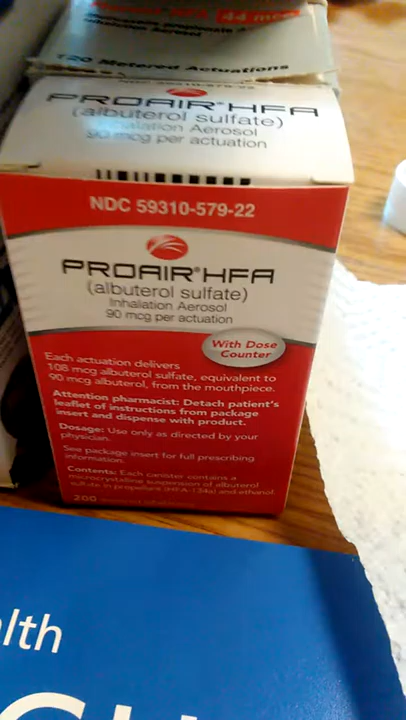 44 mcg
120 Metered Actuations
PROAIR HFA
(albuterol sulfate)
Inhalation Aerosol
90 mcg per actuation
NDC 59310-579-22
PROAIR® HFA
(albuterol sulfate)
Inhalation Aerosol
90 mcg per actuation
With Dose
Counter
Each actuation delivers
108 mcg albuterol sulfate, equivalent to
90 mcg albuterol, from the mouthpiece.
Attention pharmacist: Detach patient's
leaflet of instructions from package
insert and dispense with product.
Dosage: Use only as directed by your
physician.
See package insert for full prescribing
information.
Contents: Each canister contains a
microcrystalline suspension of albuterol
sulfate in propellant (HFA-134a) and ethanol.
200
lth